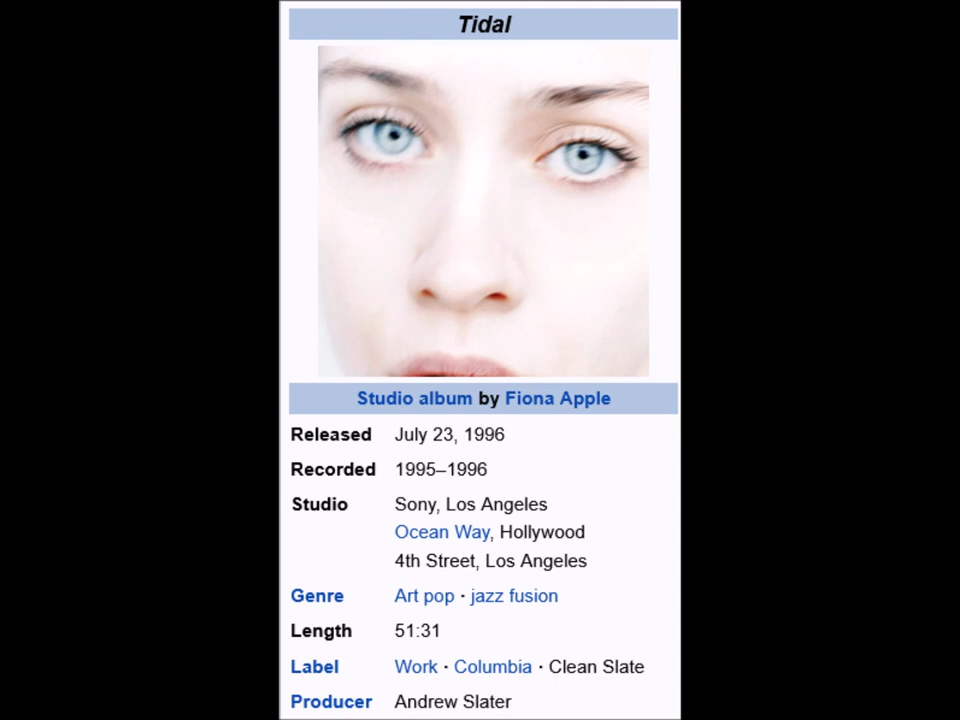 Tidal
Studio album by Fiona Apple
Released July 23, 1996
Recorded 1995–1996
Studio Sony, Los Angeles
Ocean Way, Hollywood
4th Street, Los Angeles
Genre Art pop · jazz fusion
Length 51:31
Label Work · Columbia · Clean Slate
Producer Andrew Slater